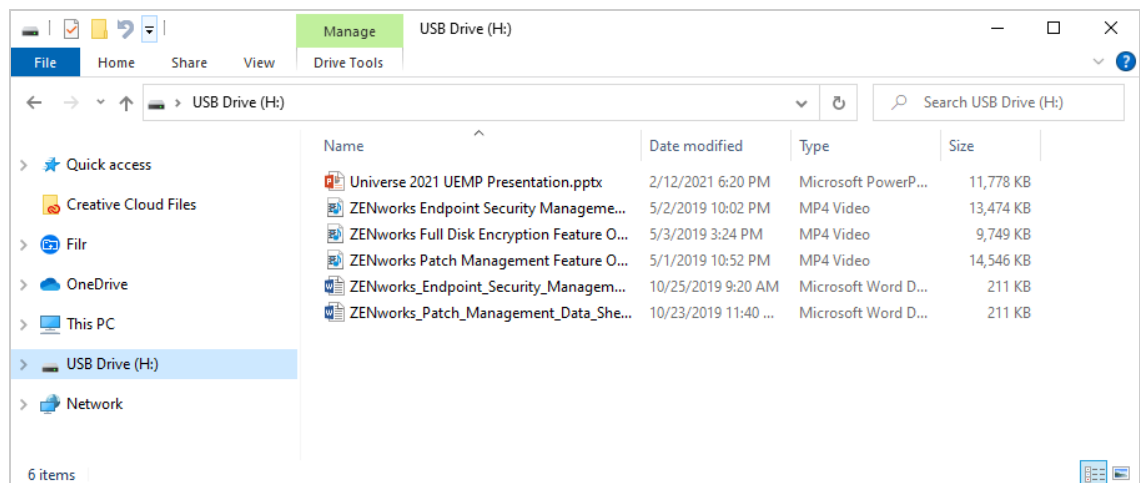 Manage USB Drive (H:)
File Home Share View Drive Tools
USB Drive (H:) Search USB Drive (H:)
Name Date modified Type Size
Quick access
Creative Cloud Files
Filr
OneDrive
This PC
USB Drive (H:)
Network
Universe 2021 UEMP Presentation.pptx 2/12/2021 6:20 PM Microsoft PowerP... 11,778 KB
ZENworks Endpoint Security Manageme... 5/2/2019 10:02 PM MP4 Video 13,474 KB
ZENworks Full Disk Encryption Feature O... 5/3/2019 3:24 PM MP4 Video 9,749 KB
ZENworks Patch Management Feature O... 5/1/2019 10:52 PM MP4 Video 14,546 KB
ZENworks_Endpoint_Security_Managem... 10/25/2019 9:20 AM Microsoft Word D... 211 KB
ZENworks_Patch_Management_Data_She... 10/23/2019 11:40 ... Microsoft Word D... 211 KB
6 items